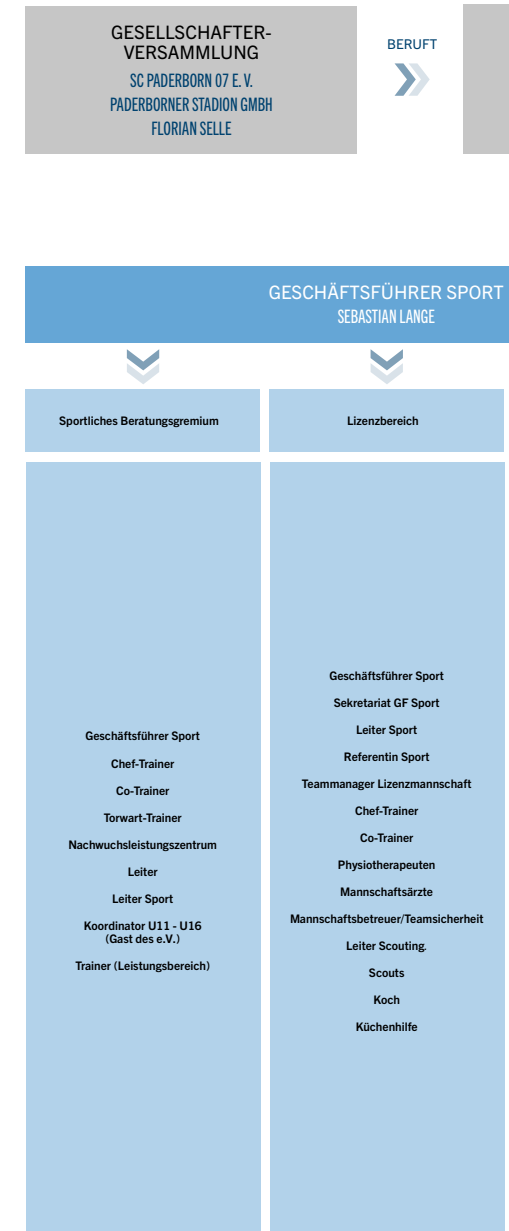 GESELLSCHAFTER-
VERSAMMLUNG
SC PADERBORN 07 E. V.
PADERBORNER STADION GMBH
FLORIAN SELLE
BERUFT
GESCHÄFTSFÜHRER SPORT
SEBASTIAN LANGE
Sportliches Beratungsgremium
Geschäftsführer Sport
Chef-Trainer
Co-Trainer
Torwart-Trainer
Nachwuchsleistungszentrum
Leiter
Leiter Sport
Koordinator U11 - U16
(Gast des e.V.)
Trainer (Leistungsbereich)
Lizenzbereich
Geschäftsführer Sport
Sekretariat GF Sport
Leiter Sport
Referentin Sport
Teammanager Lizenzmannschaft
Chef-Trainer
Co-Trainer
Physiotherapeuten
Mannschaftsärzte
Mannschaftsbetreuer/Teamsicherheit
Leiter Scouting.
Scouts
Koch
Küchenhilfe